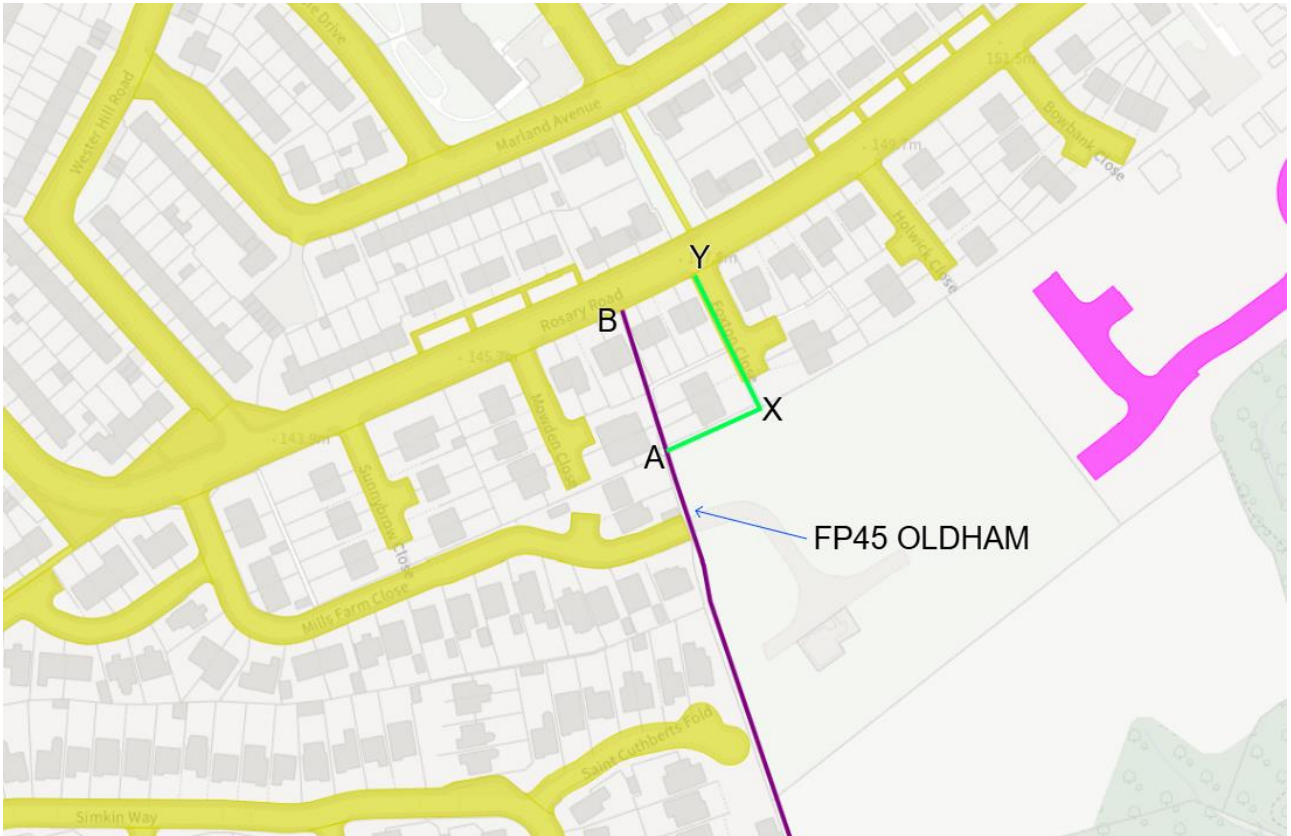 Drive
Wester Hill Road
Marland Avenue
151.5m
Bowbank Close
149.7m
Holwick Close
Y
Foxton Close
B
Rosary Road
145.7m
Mowden Close
X
A
143.9m
Sunnybrow Close
FP45 OLDHAM
Mills Farm Close
Saint Cuthberts Fold
Simkin Way